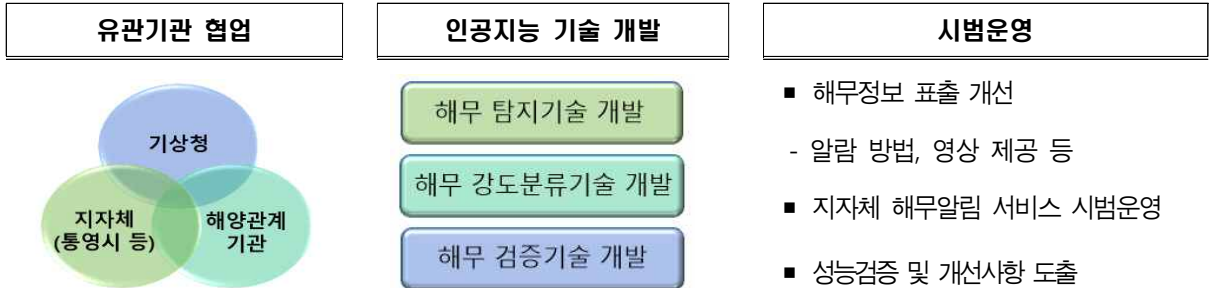 유관기관 협업
인공지능 기술 개발
시범운영
기상청
지자체
(통영시 등)
해양관계
기관
해무 탐지기술 개발
해무 강도분류기술 개발
해무 검증기술 개발
▪ 해무정보 표출 개선
- 알람 방법, 영상 제공 등
▪ 지자체 해무알림 서비스 시범운영
▪ 성능검증 및 개선사항 도출